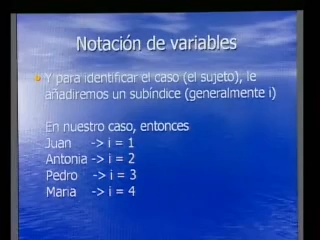 Notación de variables
Y para identificar el caso (el sujeto), le
añadiremos un subíndice (generalmente i)
En nuestro caso, entonces
Juan -> i = 1
Antonia -> i = 2
Pedro -> i = 3
Maria -> i = 4